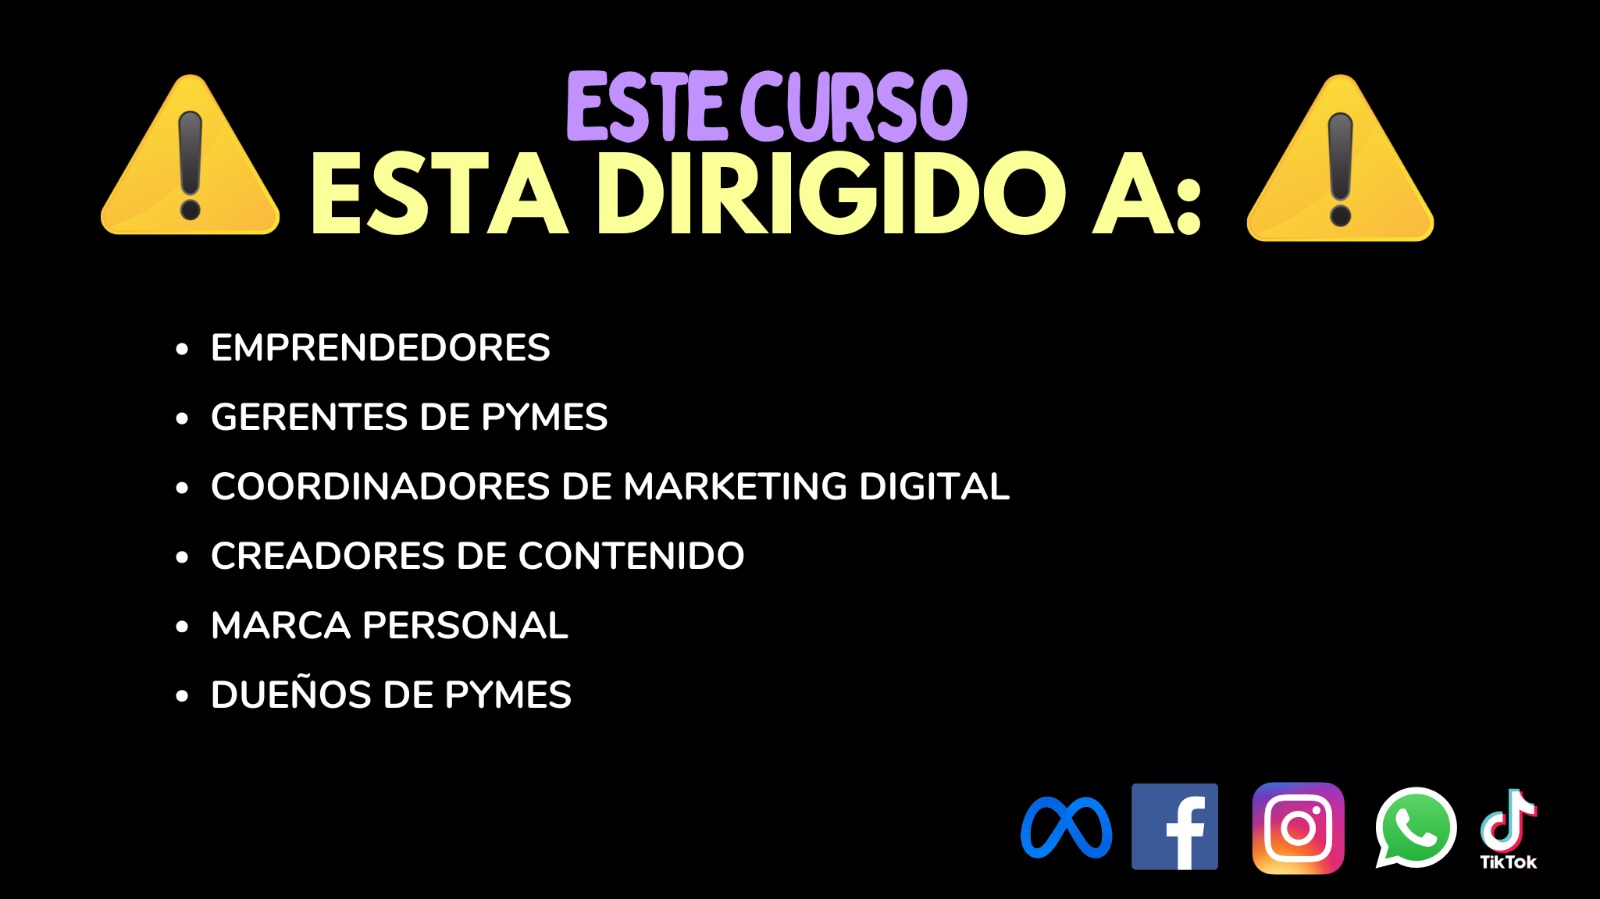 ESTE CURSO
ESTA DIRIGIDO A:
• EMPRENDEDORES
• GERENTES DE PYMES
• COORDINADORES DE MARKETING DIGITAL
• CREADORES DE CONTENIDO
• MARCA PERSONAL
• DUEÑOS DE PYMES
TikTok